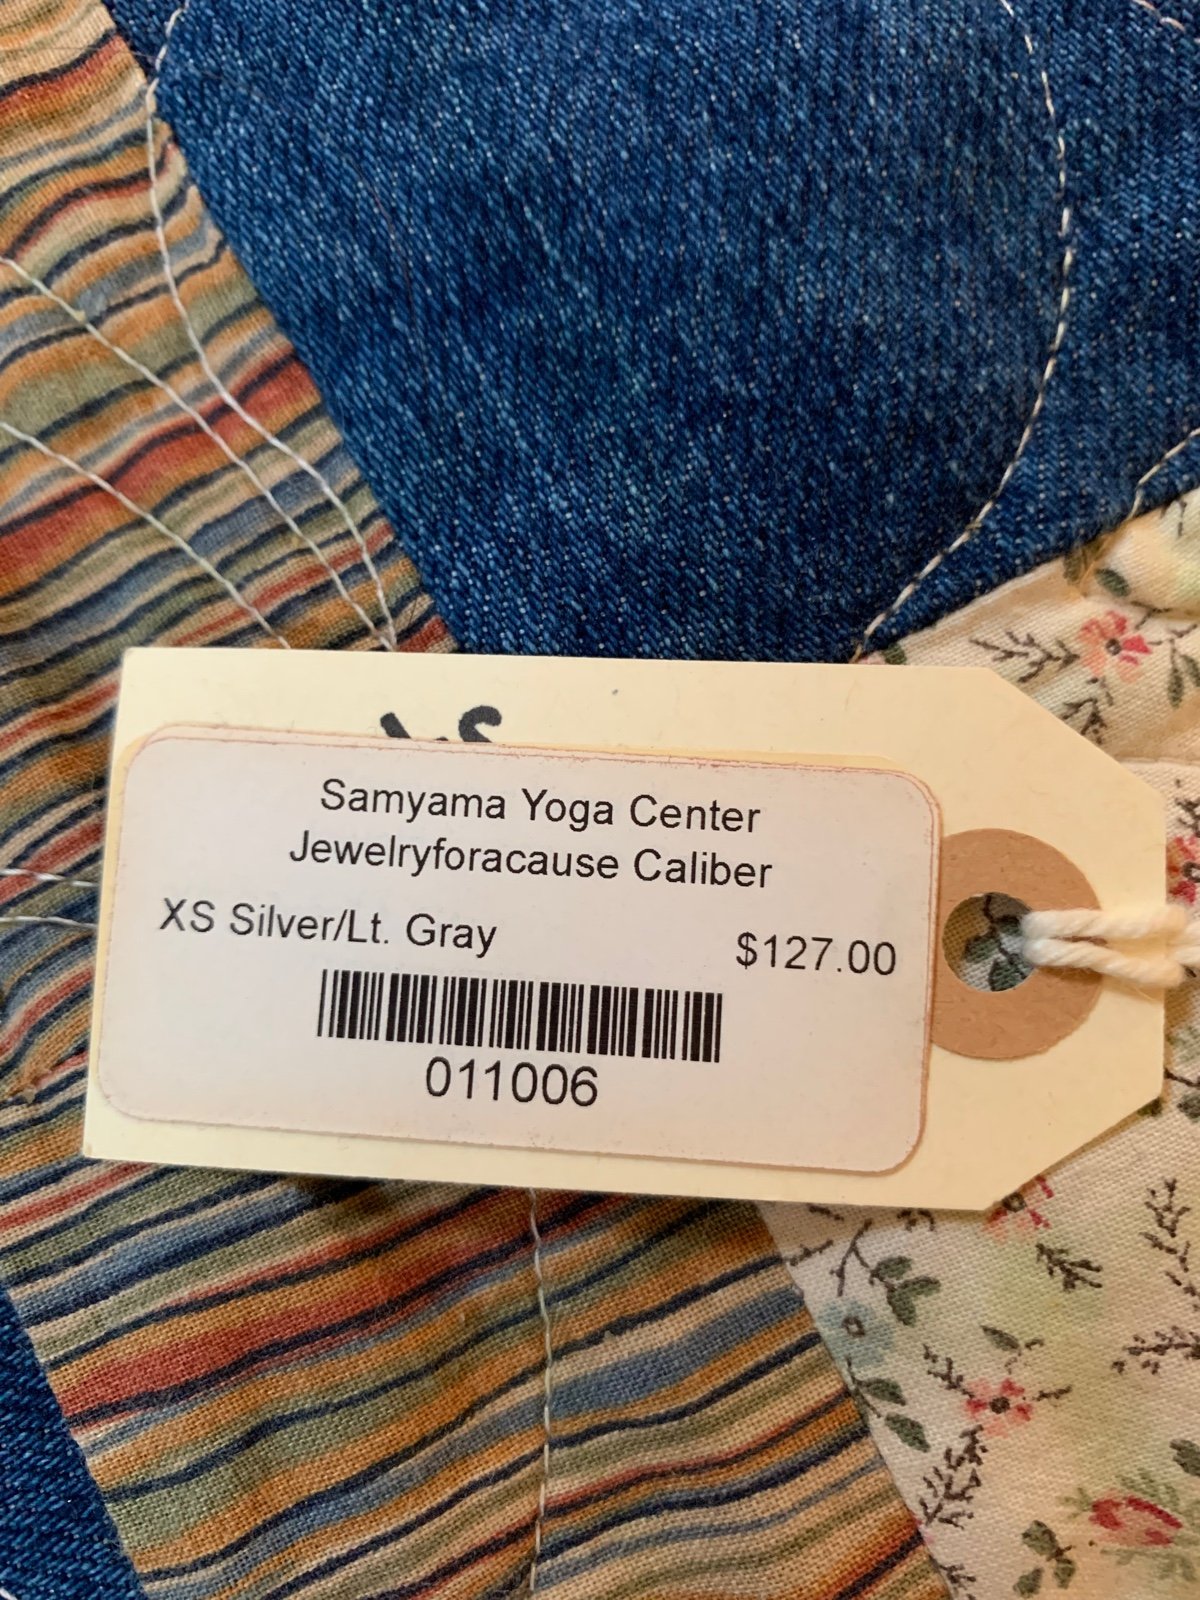 Samyama Yoga Center
Jewelryforacause Caliber
XS Silver/Lt. Gray
$127.00
011006